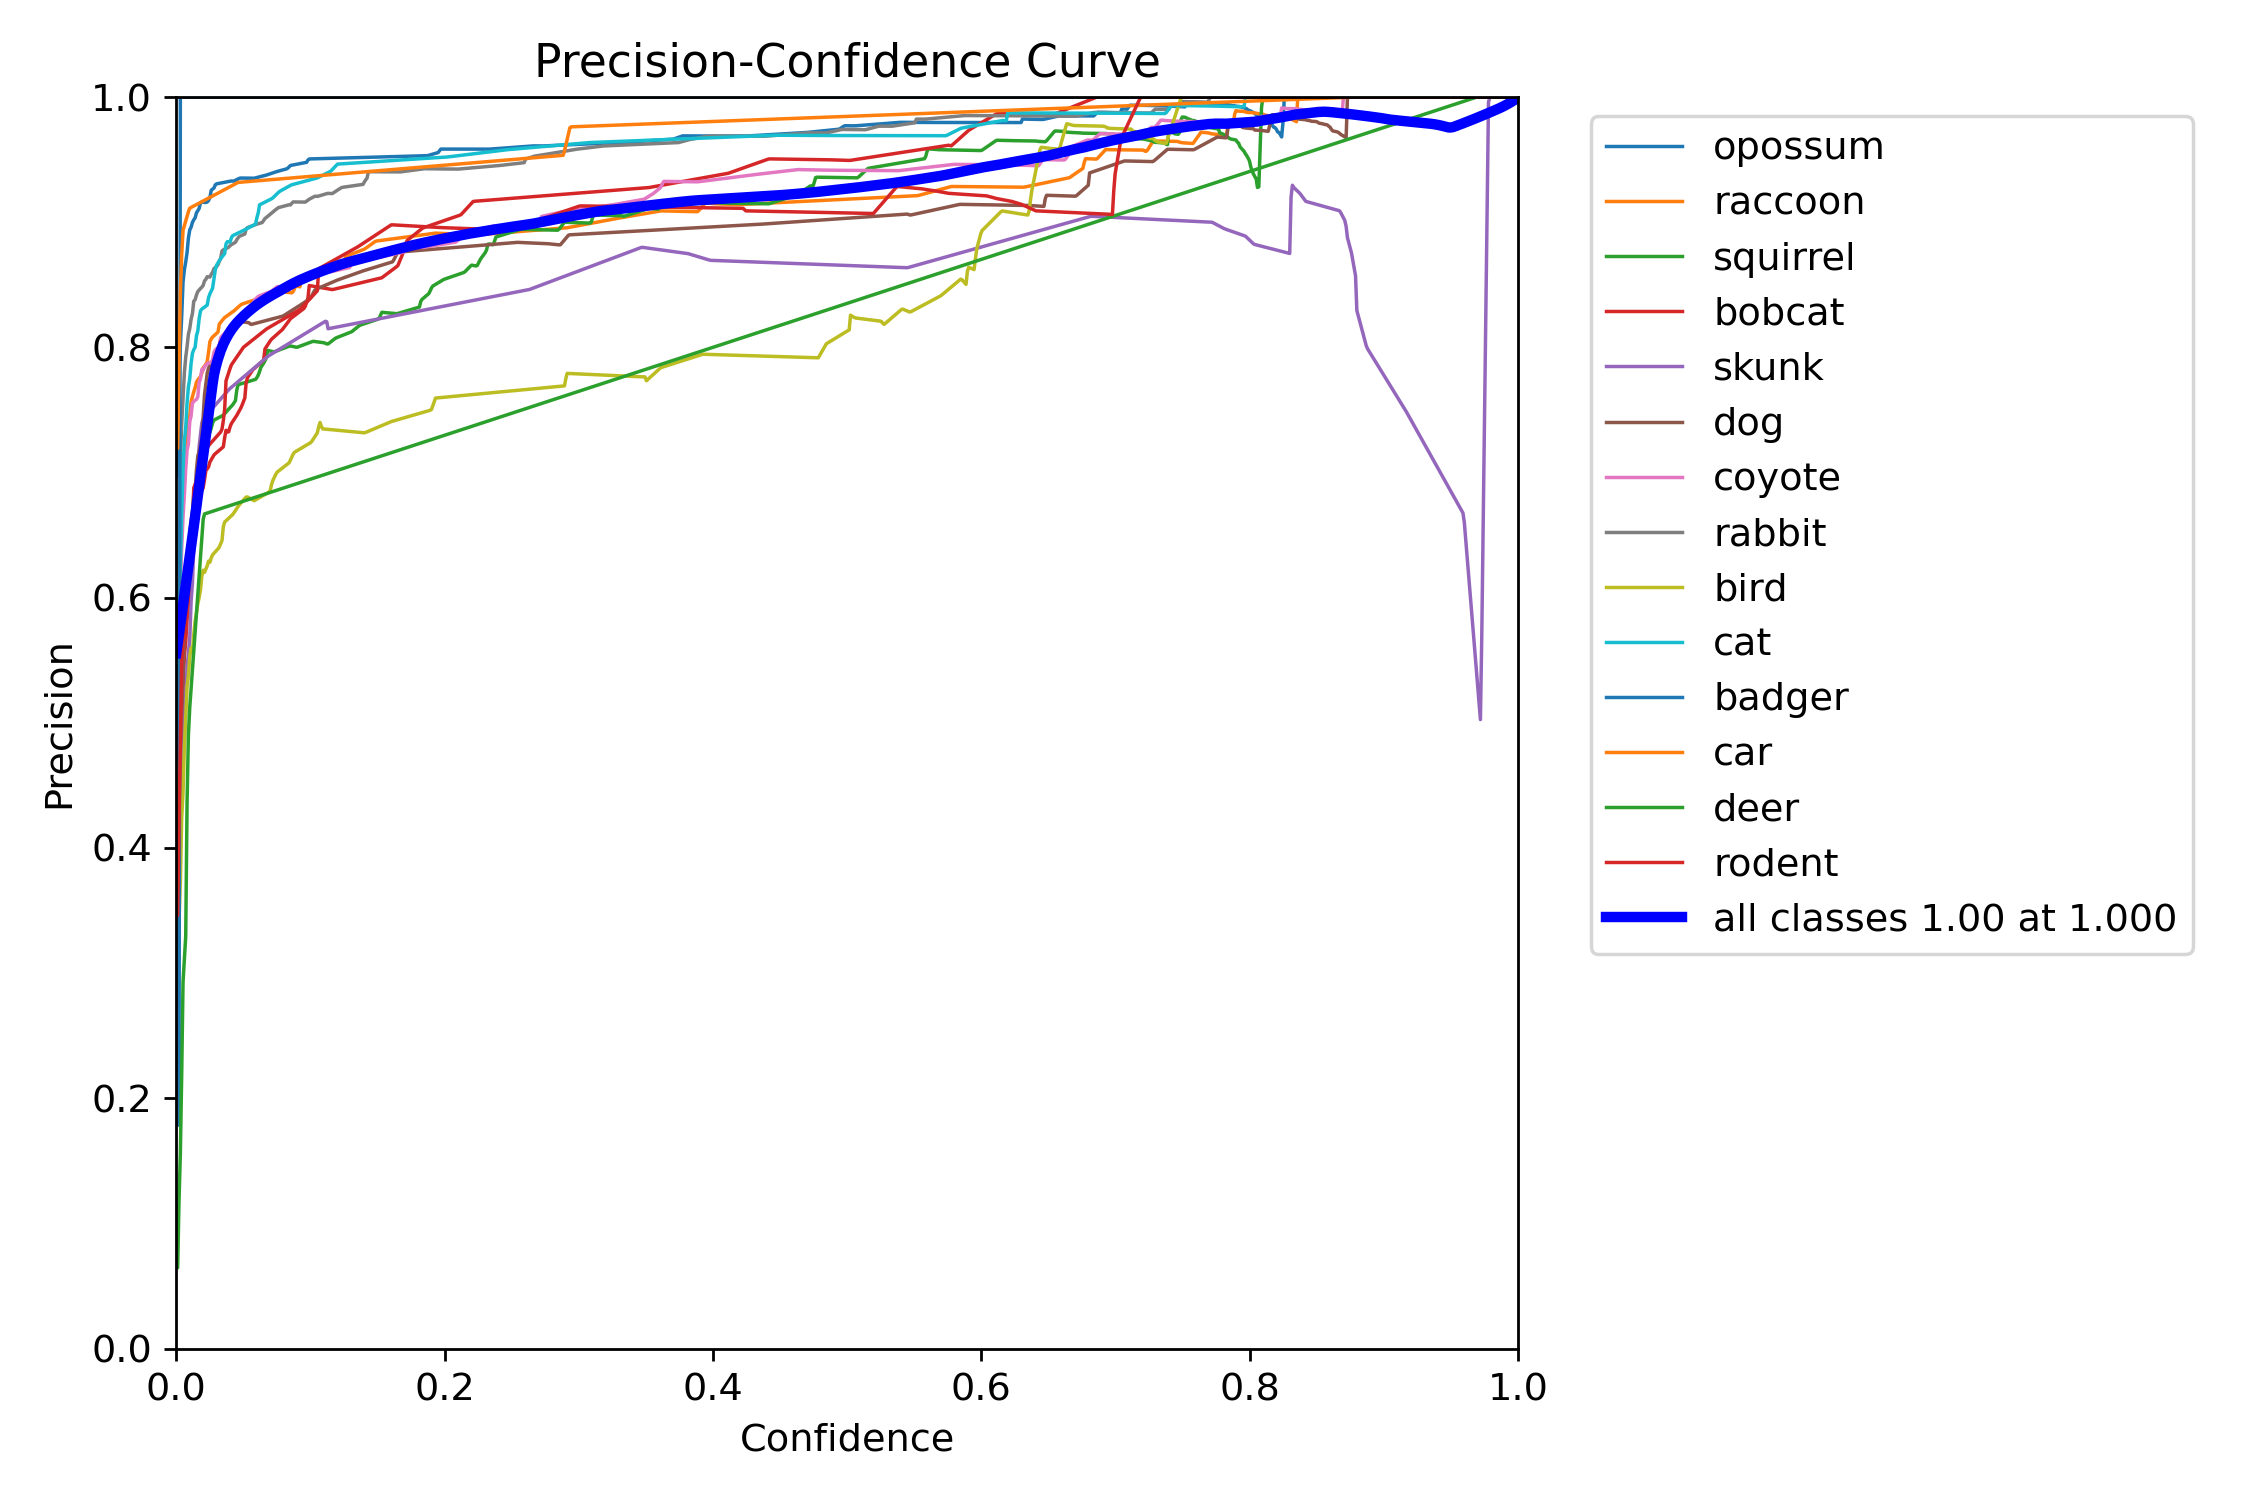 Precision-Confidence Curve
1.0
0.8
0.6
0.4
0.2
0.0
Precision
0.0 0.2 0.4 0.6 0.8 1.0
Confidence
opossum
raccoon
squirrel
bobcat
skunk
dog
coyote
rabbit
bird
cat
badger
car
deer
rodent
all classes 1.00 at 1.000